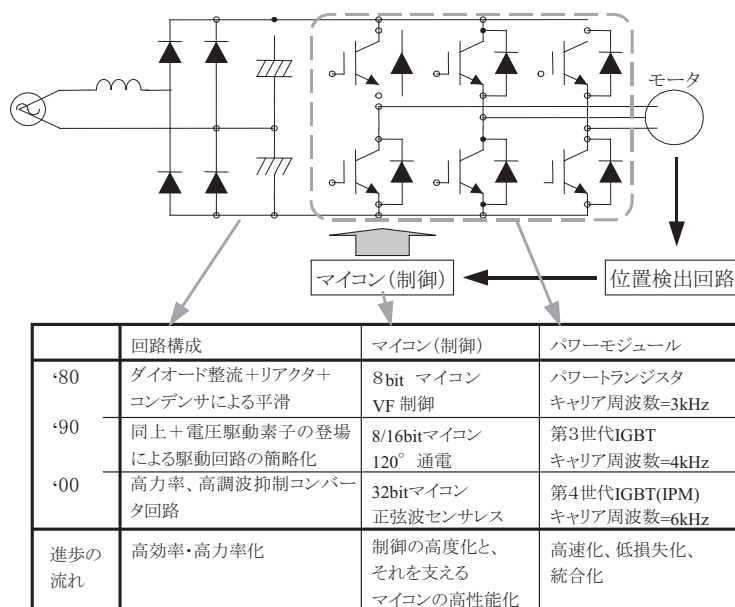 モータ
マイコン（制御）
位置検出回路
回路構成
マイコン（制御）
パワーモジュール
‘80
ダイオード整流＋リアクタ＋
コンデンサによる平滑
8bit マイコン
VF 制御
パワートランジスタ
キャリア周波数=3kHz
‘90
同上＋電圧駆動素子の登場
による駆動回路の簡略化
8/16bitマイコン
120°通電
第3世代IGBT
キャリア周波数=4kHz
‘00
高力率、高調波抑制コンバー
タ回路
32bitマイコン
正弦波センサレス
第4世代IGBT(IPM)
キャリア周波数=6kHz
進歩の
流れ
高効率・高力率化
制御の高度化と、
それを支える
マイコンの高性能化
高速化、低損失化、
統合化